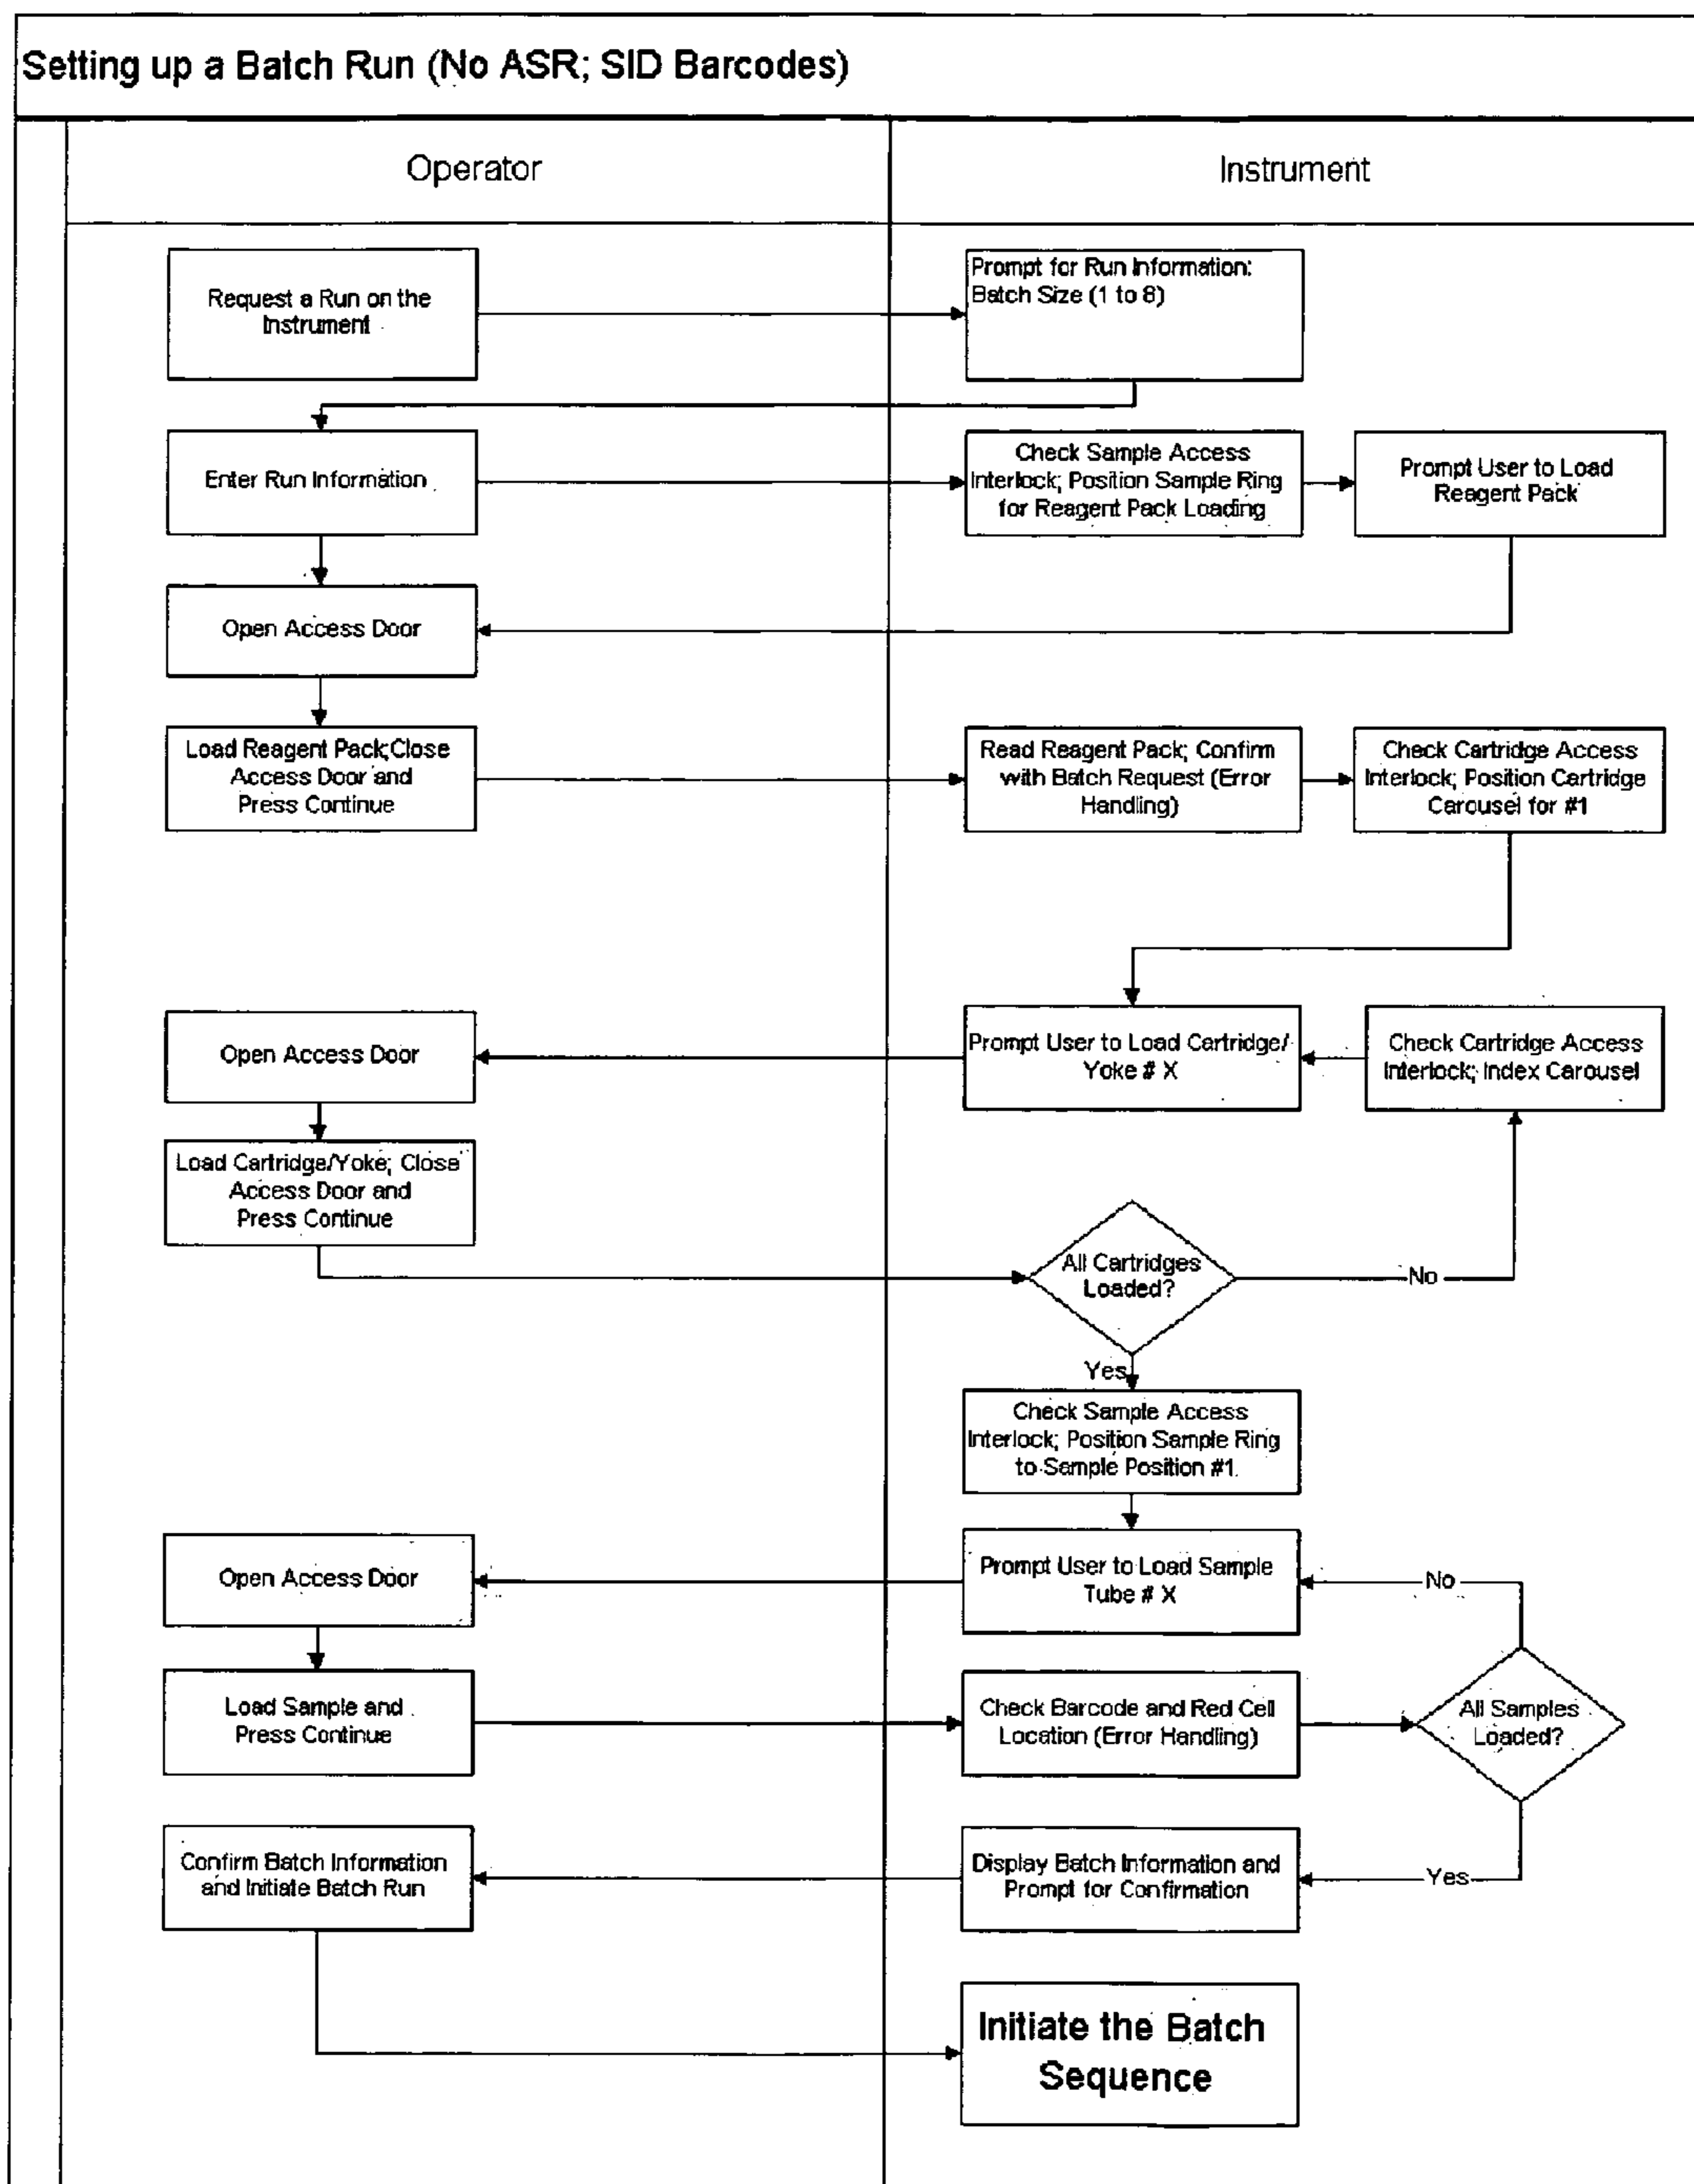 Setting up a Batch Run (No ASR; SID Barcodes)
Operator
Instrument
Request a Run on the
Instrument
Prompt for Run Information:
Batch Size (1 to 8)
Enter Run Information
Check Sample Access
Interlock; Position Sample Ring
for Reagent Pack Loading
Prompt User to Load
Reagent Pack
Open Access Door
Load Reagent Pack;Close
Access Door and
Press Continue
Read Reagent Pack; Confirm
with Batch Request (Error
Handling)
Check Cartridge Access
Interlock; Position Cartridge
Carousel for #1
Open Access Door
Prompt User to Load Cartridge/
Yoke # X
Check Cartridge Access
Interlock; Index Carousel
Load Cartridge/Yoke; Close
Access Door and
Press Continue
All Cartridges
Loaded?
No
Yes
Check Sample Access
Interlock; Position Sample Ring
to Sample Position #1
Open Access Door
Prompt User to Load Sample
Tube # X
No
Load Sample and
Press Continue
Check Barcode and Red Cell
Location (Error Handling)
All Samples
Loaded?
Confirm Batch Information
and Initiate Batch Run
Display Batch Information and
Prompt for Confirmation
Yes
Initiate the Batch
Sequence